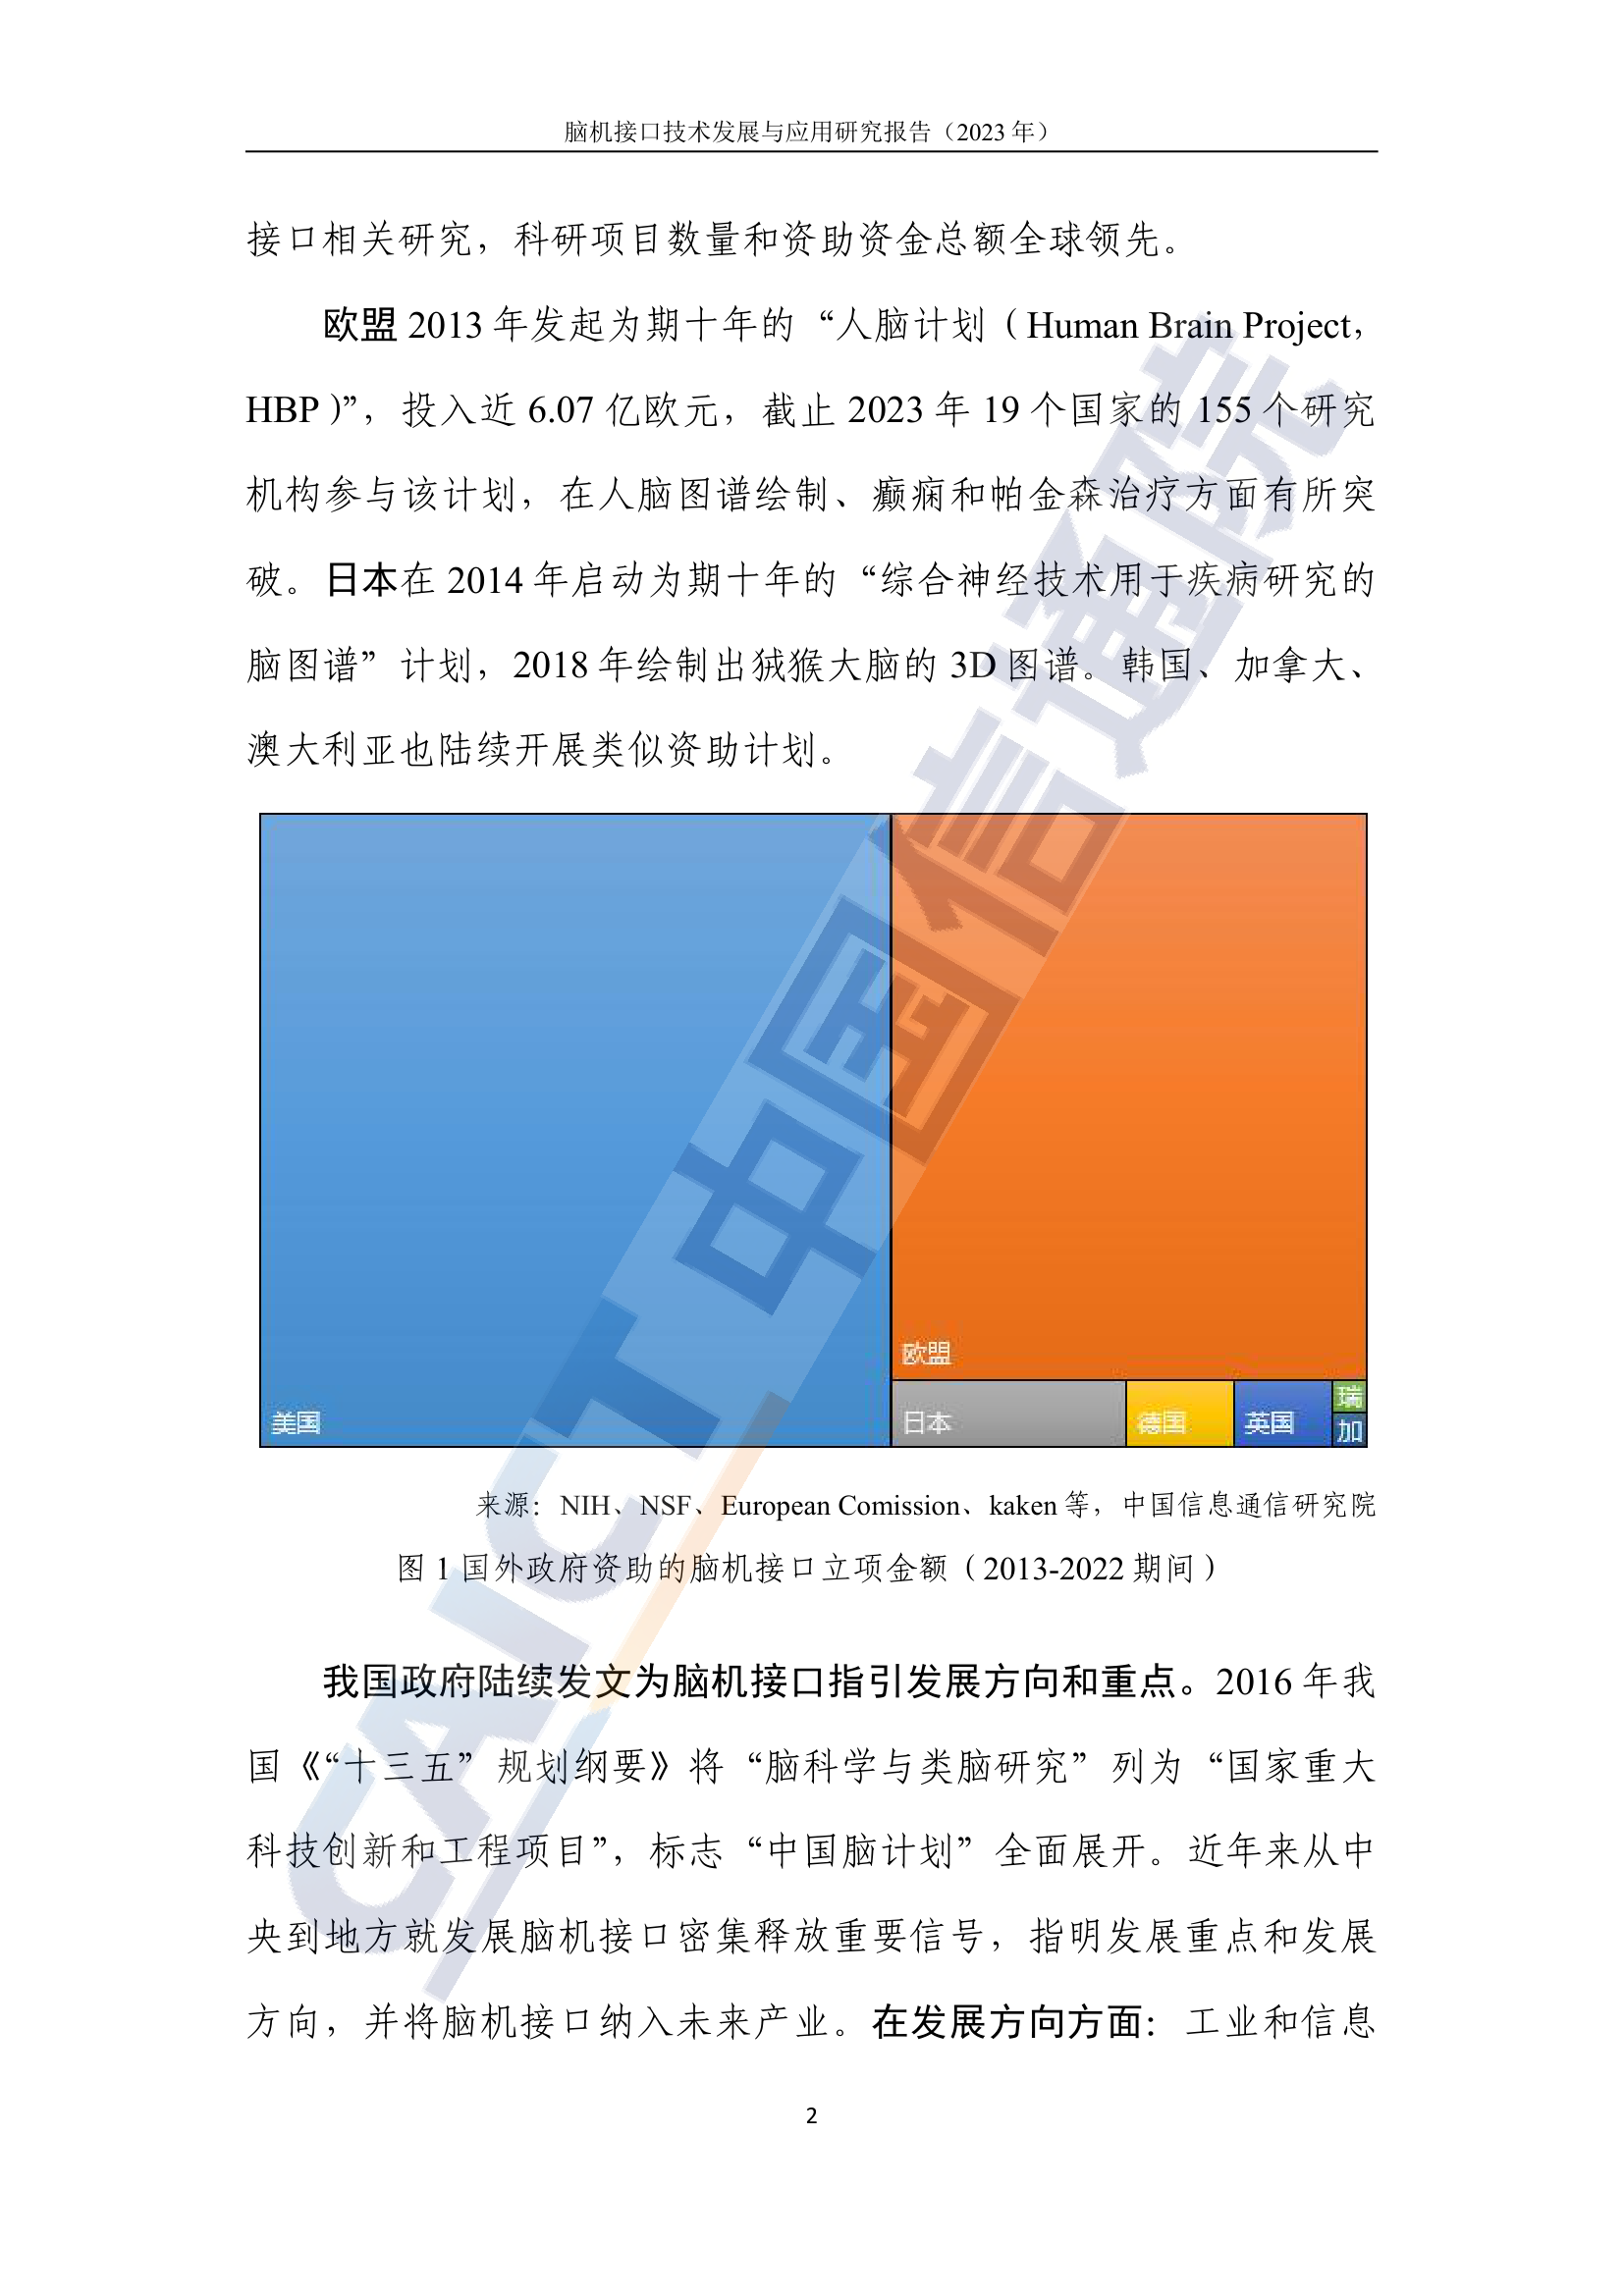 脑机接口技术发展与应用研究报告（2023 年）
接口相关研究，科研项目数量和资助资金总额全球领先。
欧盟 2013 年发起为期十年的“人脑计划（Human Brain Project，
HBP）”，投入近 6.07 亿欧元，截止 2023 年 19 个国家的 155 个研究
机构参与该计划，在人脑图谱绘制、癫痫和帕金森治疗方面有所突
破。日本在 2014 年启动为期十年的“综合神经技术用于疾病研究的
脑图谱”计划，2018 年绘制出狨猴大脑的 3D 图谱。韩国、加拿大、
澳大利亚也陆续开展类似资助计划。
美国
欧盟
日本
德国
英国
瑞
加
来源：NIH、NSF、European Comission、kaken 等，中国信息通信研究院
图 1 国外政府资助的脑机接口立项金额（2013-2022 期间）
我国政府陆续发文为脑机接口指引发展方向和重点。2016 年我
国《“十三五”规划纲要》将“脑科学与类脑研究”列为“国家重大
科技创新和工程项目”，标志“中国脑计划”全面展开。近年来从中
央到地方就发展脑机接口密集释放重要信号，指明发展重点和发展
方向，并将脑机接口纳入未来产业。在发展方向方面：工业和信息
2
CAICT 中国信通院